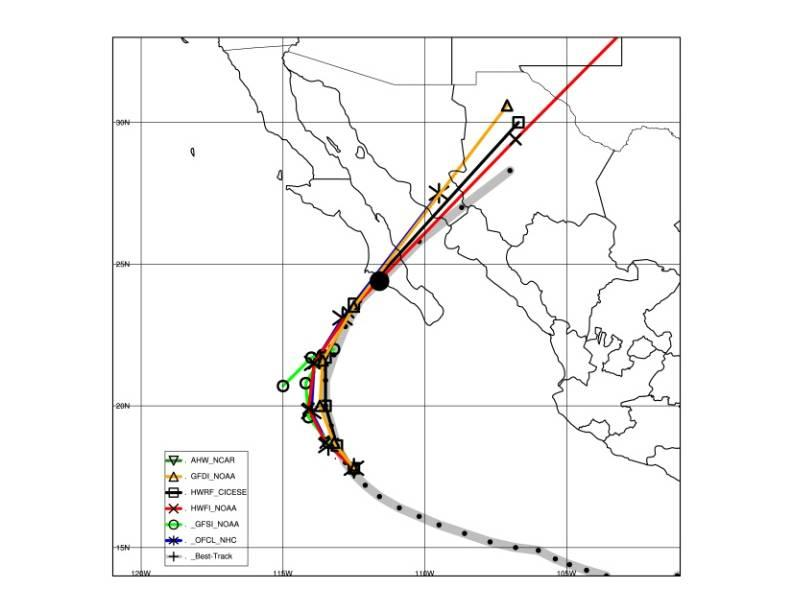 30N
25N
20N
15N
AHW_NCAR
GFDI_NOAA
HWRF_CICESE
HWFI_NOAA
_GFSI_NOAA
_OFCL_NHC
_Best-Track
120W 115W 110W 105W